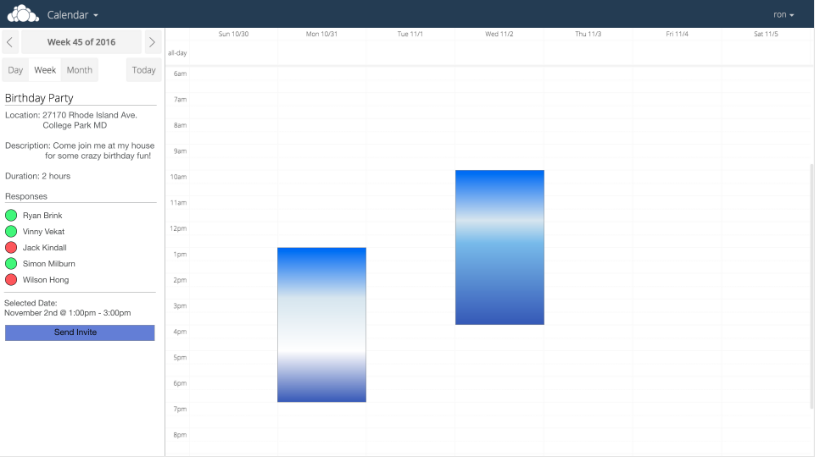 Calendar
ron
Week 45 of 2016
Day Week Month Today
Birthday Party
Location: 27170 Rhode Island Ave.
College Park MD
Description: Come join me at my house
for some crazy birthday fun!
Duration: 2 hours
Responses
Ryan Brink
Vinny Vekat
Jack Kindall
Simon Milburn
Wilson Hong
Selected Date:
November 2nd @ 1:00pm - 3:00pm
Send Invite
Sun 10/30 Mon 10/31 Tue 11/1 Wed 11/2 Thu 11/3 Fri 11/4 Sat 11/5
all-day
6am
7am
8am
9am
10am
11am
12pm
1pm
2pm
3pm
4pm
5pm
6pm
7pm
8pm